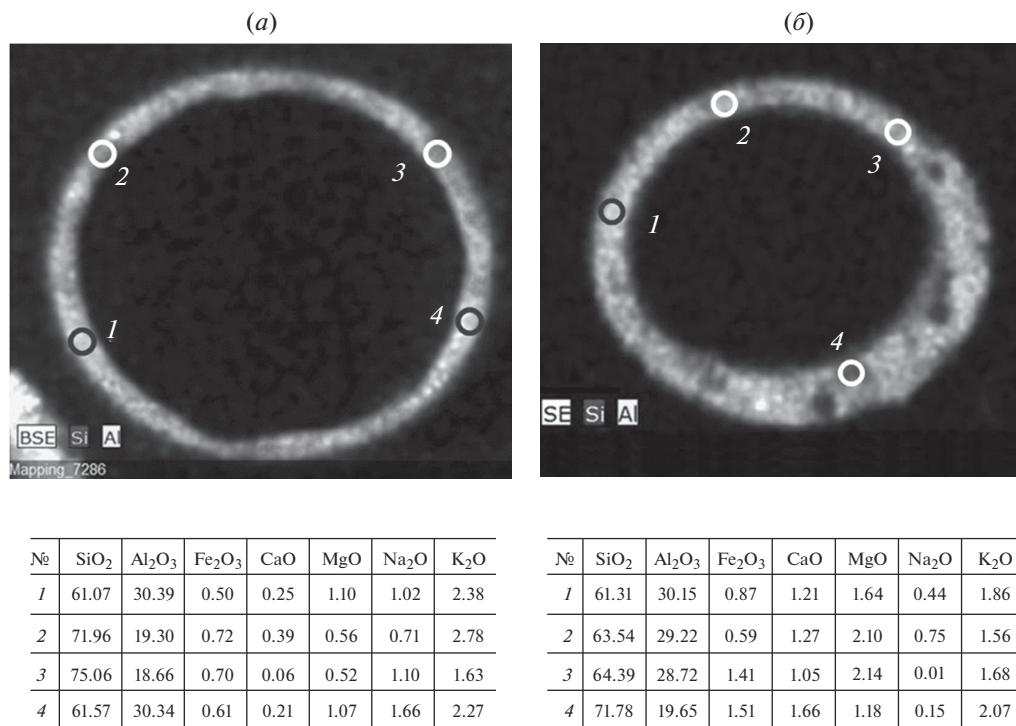 (а)
(б)
2
3
1
4
BSE Si Al
Mapping_7286
2
3
1
4
SE Si Al
№ SiO₂ Al₂O₃ Fe₂O₃ CaO MgO Na₂O K₂O
1 61.07 30.39 0.50 0.25 1.10 1.02 2.38
2 71.96 19.30 0.72 0.39 0.56 0.71 2.78
3 75.06 18.66 0.70 0.06 0.52 1.10 1.63
4 61.57 30.34 0.61 0.21 1.07 1.66 2.27
№ SiO₂ Al₂O₃ Fe₂O₃ CaO MgO Na₂O K₂O
1 61.31 30.15 0.87 1.21 1.64 0.44 1.86
2 63.54 29.22 0.59 1.27 2.10 0.75 1.56
3 64.39 28.72 1.41 1.05 2.14 0.01 1.68
4 71.78 19.65 1.51 1.66 1.18 0.15 2.07